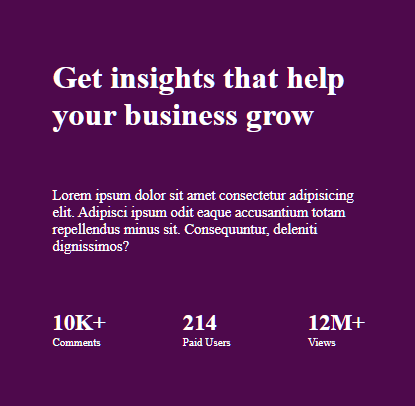 Get insights that help
your business grow
Lorem ipsum dolor sit amet consectetur adipisicing
elit. Adipisci ipsum odit eaque accusantium totam
repellendus minus sit. Consequuntur, deleniti
dignissimos?
10K+ 214 12M+
Comments Paid Users Views